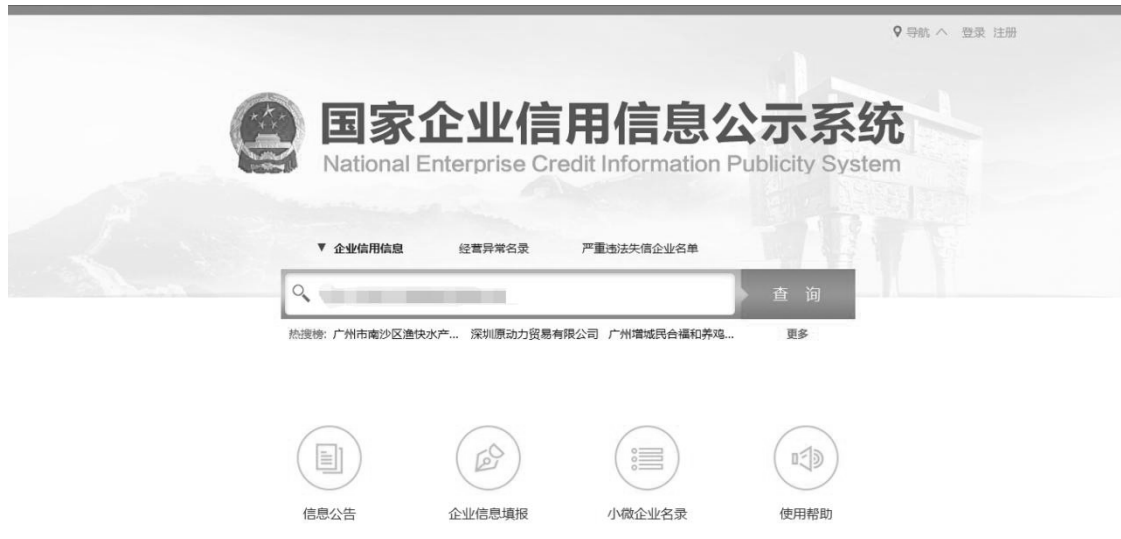 导航 登录 注册
国家企业信用信息公示系统
National Enterprise Credit Information Publicity System
▼ 企业信用信息 经营异常名录 严重违法失信企业名单
查 询
热搜榜: 广州市南沙区渔快水产... 深圳原动力贸易有限公司 广州增城民合福和养鸡... 更多
信息公告 企业信息填报 小微企业名录 使用帮助